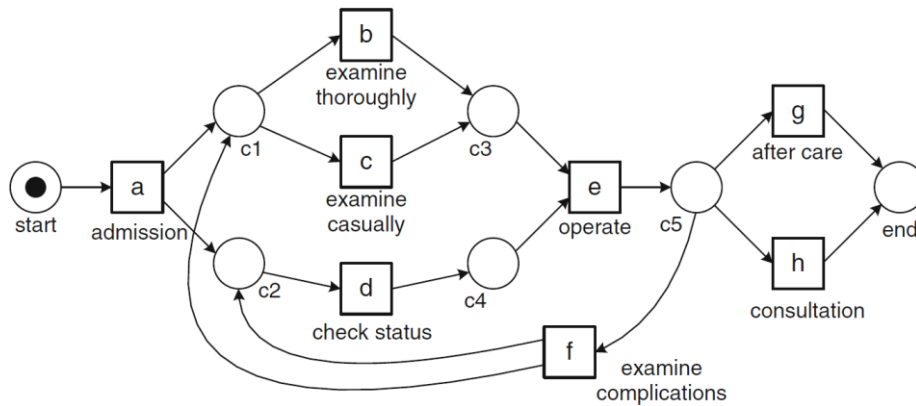 b
examine
thoroughly
c1
c3
g
after care
a
admission
start
c
examine
casually
e
operate
c5
end
c2
d
check status
c4
h
consultation
f
examine
complications